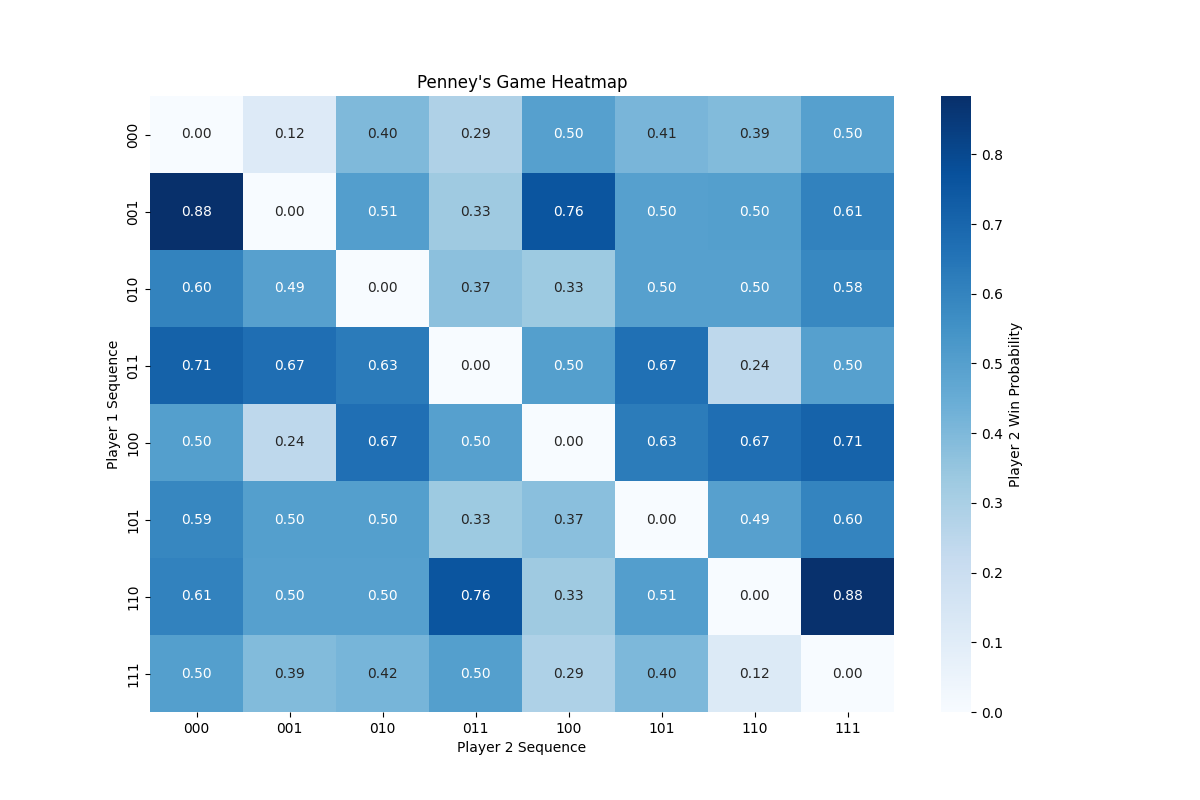 Penney's Game Heatmap
000 0.00 0.12 0.40 0.29 0.50 0.41 0.39 0.50
001 0.88 0.00 0.51 0.33 0.76 0.50 0.50 0.61
010 0.60 0.49 0.00 0.37 0.33 0.50 0.50 0.58
011 0.71 0.67 0.63 0.00 0.50 0.67 0.24 0.50
100 0.50 0.24 0.67 0.50 0.00 0.63 0.67 0.71
101 0.59 0.50 0.50 0.33 0.37 0.00 0.49 0.60
110 0.61 0.50 0.50 0.76 0.33 0.51 0.00 0.88
111 0.50 0.39 0.42 0.50 0.29 0.40 0.12 0.00
000 001 010 011 100 101 110 111
Player 2 Sequence
Player 1 Sequence
0.8
0.7
0.6
0.5
0.4
0.3
0.2
0.1
0.0
Player 2 Win Probability